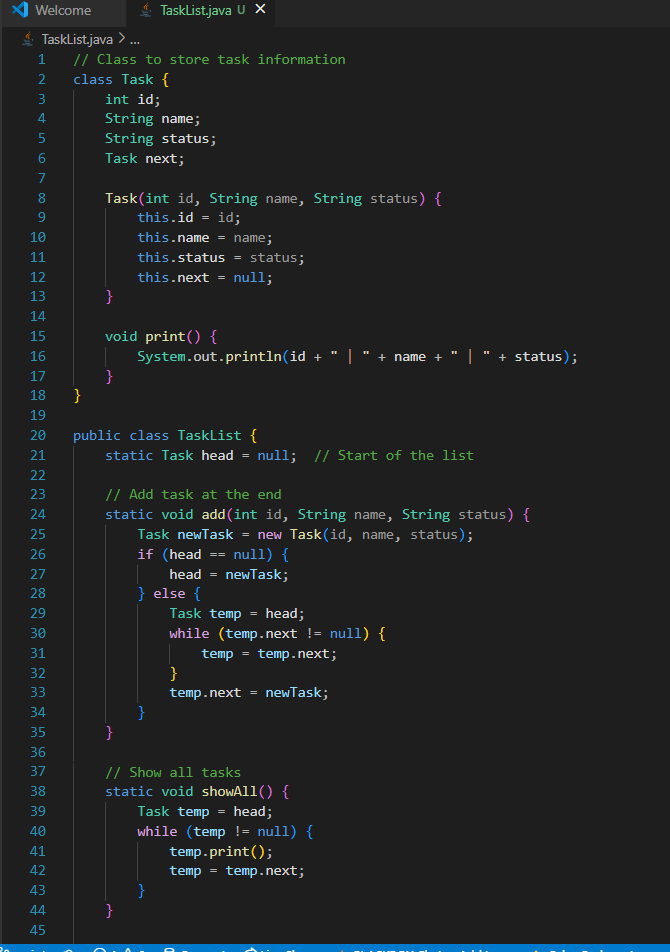 Welcome
TaskList.java U
TaskList.java > ...
1 // Class to store task information
2 class Task {
3     int id;
4     String name;
5     String status;
6     Task next;
7
8     Task(int id, String name, String status) {
9         this.id = id;
10         this.name = name;
11         this.status = status;
12         this.next = null;
13     }
14
15     void print() {
16         System.out.println(id + " | " + name + " | " + status);
17     }
18 }
19
20 public class TaskList {
21     static Task head = null;  // Start of the list
22
23     // Add task at the end
24     static void add(int id, String name, String status) {
25         Task newTask = new Task(id, name, status);
26         if (head == null) {
27             head = newTask;
28         } else {
29             Task temp = head;
30             while (temp.next != null) {
31                 temp = temp.next;
32             }
33             temp.next = newTask;
34         }
35     }
36
37     // Show all tasks
38     static void showAll() {
39         Task temp = head;
40         while (temp != null) {
41             temp.print();
42             temp = temp.next;
43         }
44     }
45